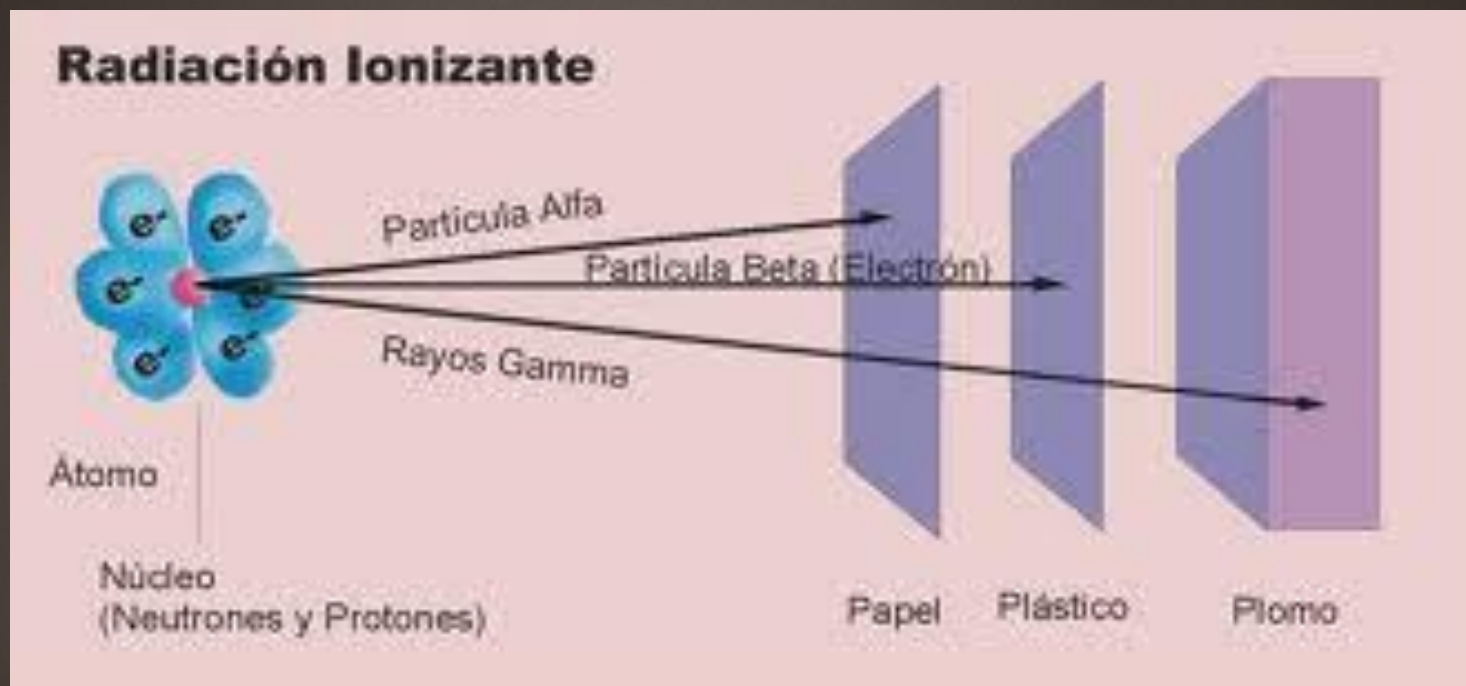 Radiación Ionizante
e-
e-
e-
e-
e-
e-
Partícula Alfa
Partícula Beta (Electrón)
Rayos Gamma
Átomo
Núcleo
(Neutrones y Protones)
Papel
Plástico
Plomo